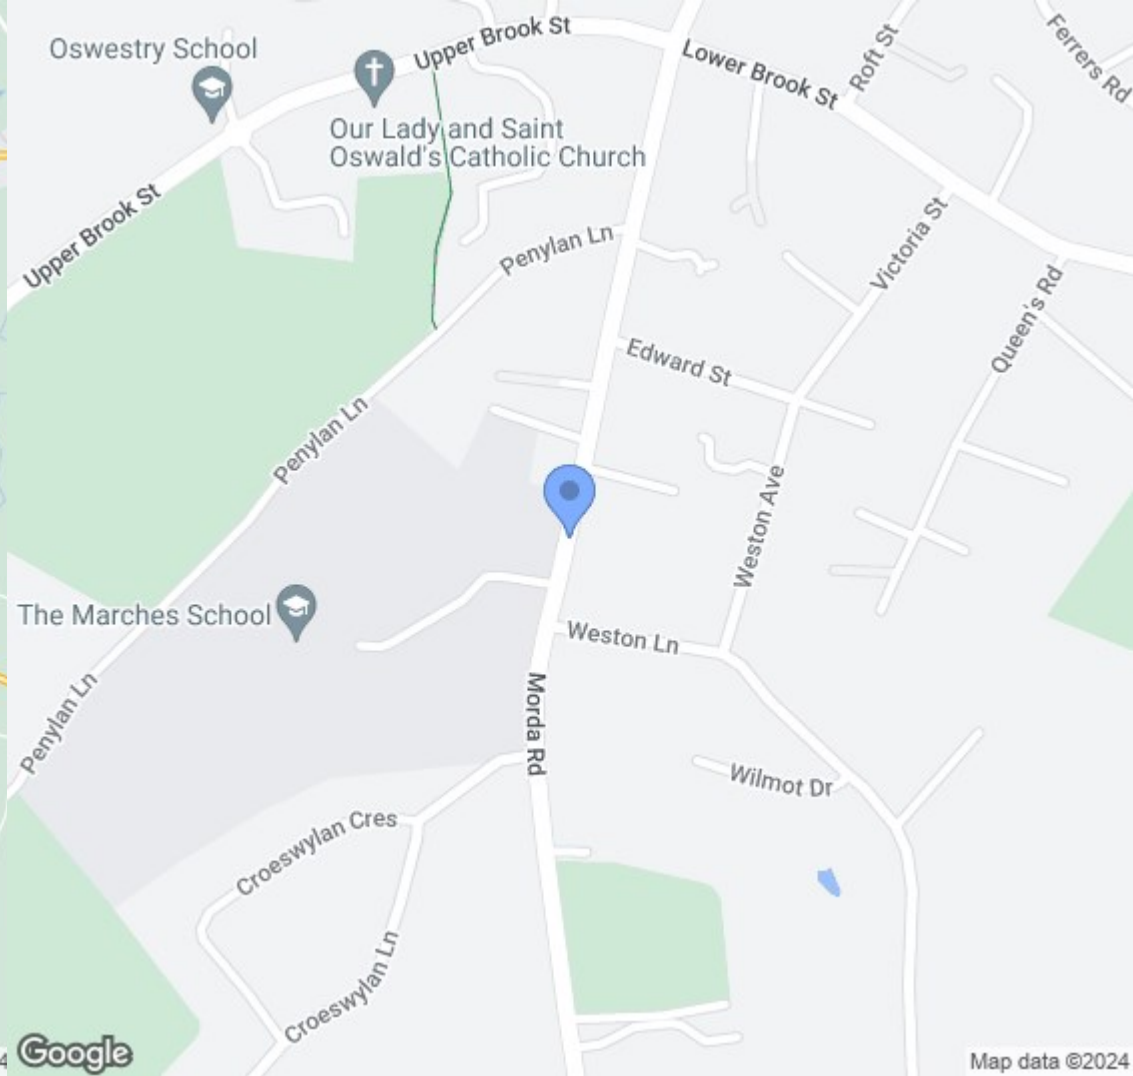 Oswestry School
Upper Brook St
Lower Brook St
Roft St
Ferrers Rd
Our Lady and Saint
Oswald's Catholic Church
Upper Brook St
Penylan Ln
Victoria St
Queen's Rd
Edward St
Penylan Ln
Weston Ave
The Marches School
Weston Ln
Penylan Ln
Morda Rd
Wilmot Dr
Croeswylan Cres
Croeswylan Ln
4
Google
Map data ©2024